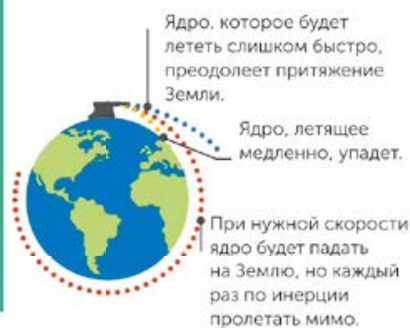 Ядро, которое будет
лететь слишком быстро,
преодолеет притяжение
Земли.
Ядро, летящее
медленно, упадет.
При нужной скорости
ядро будет падать
на Землю, но каждый
раз по инерции
пролетать мимо.